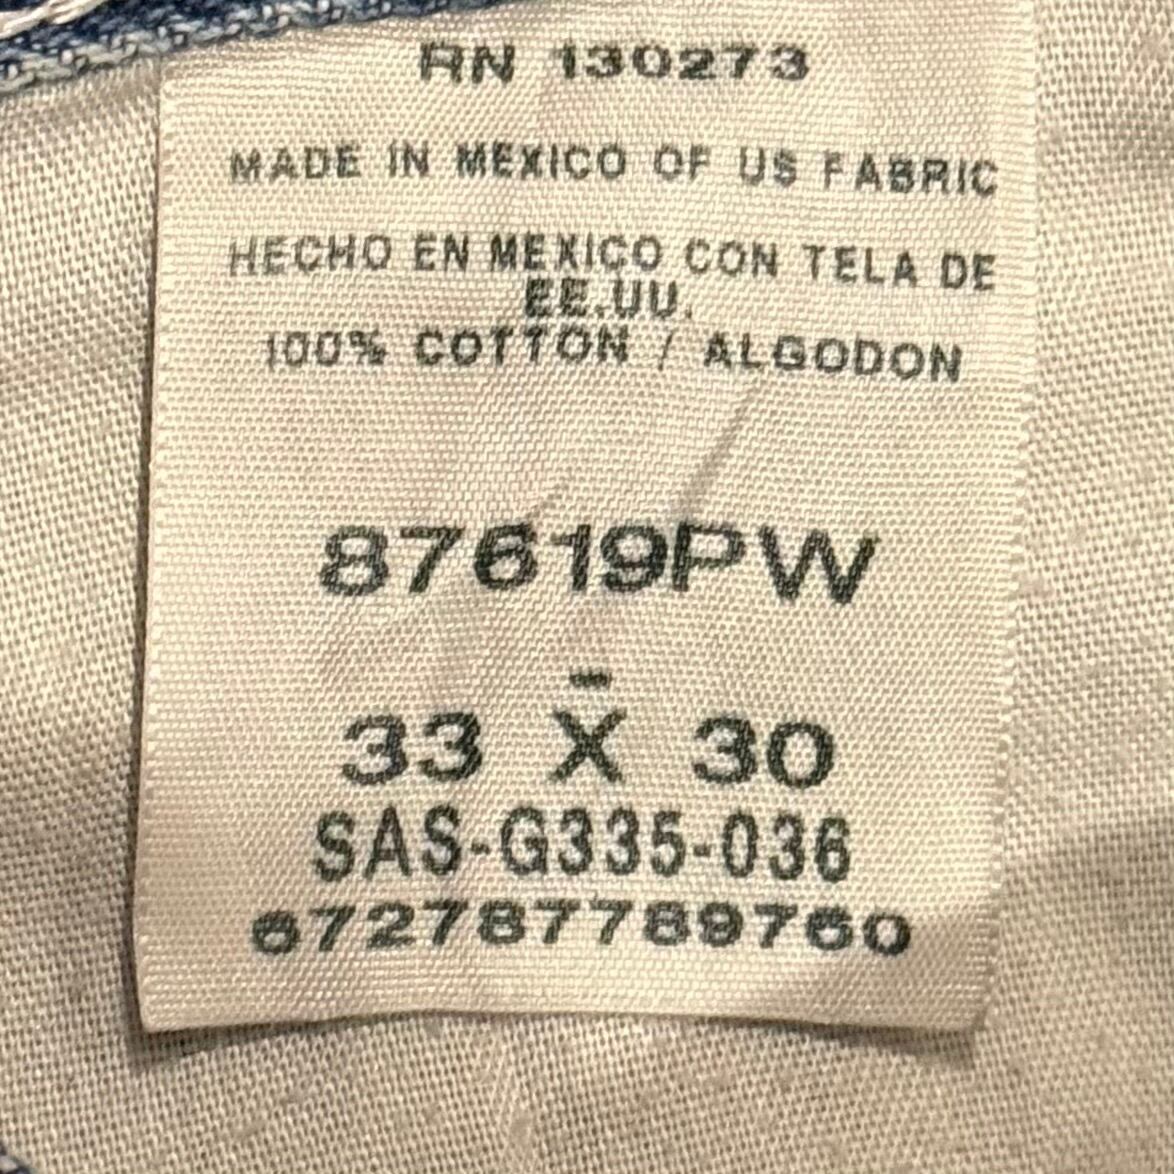 RN 130273
MADE IN MEXICO OF US FABRIC
HECHO EN MEXICO CON TELA DE
EE.UU.
100% COTTON / ALGODON
87619PW
-
33 X 30
SAS-G335-036
672787789760